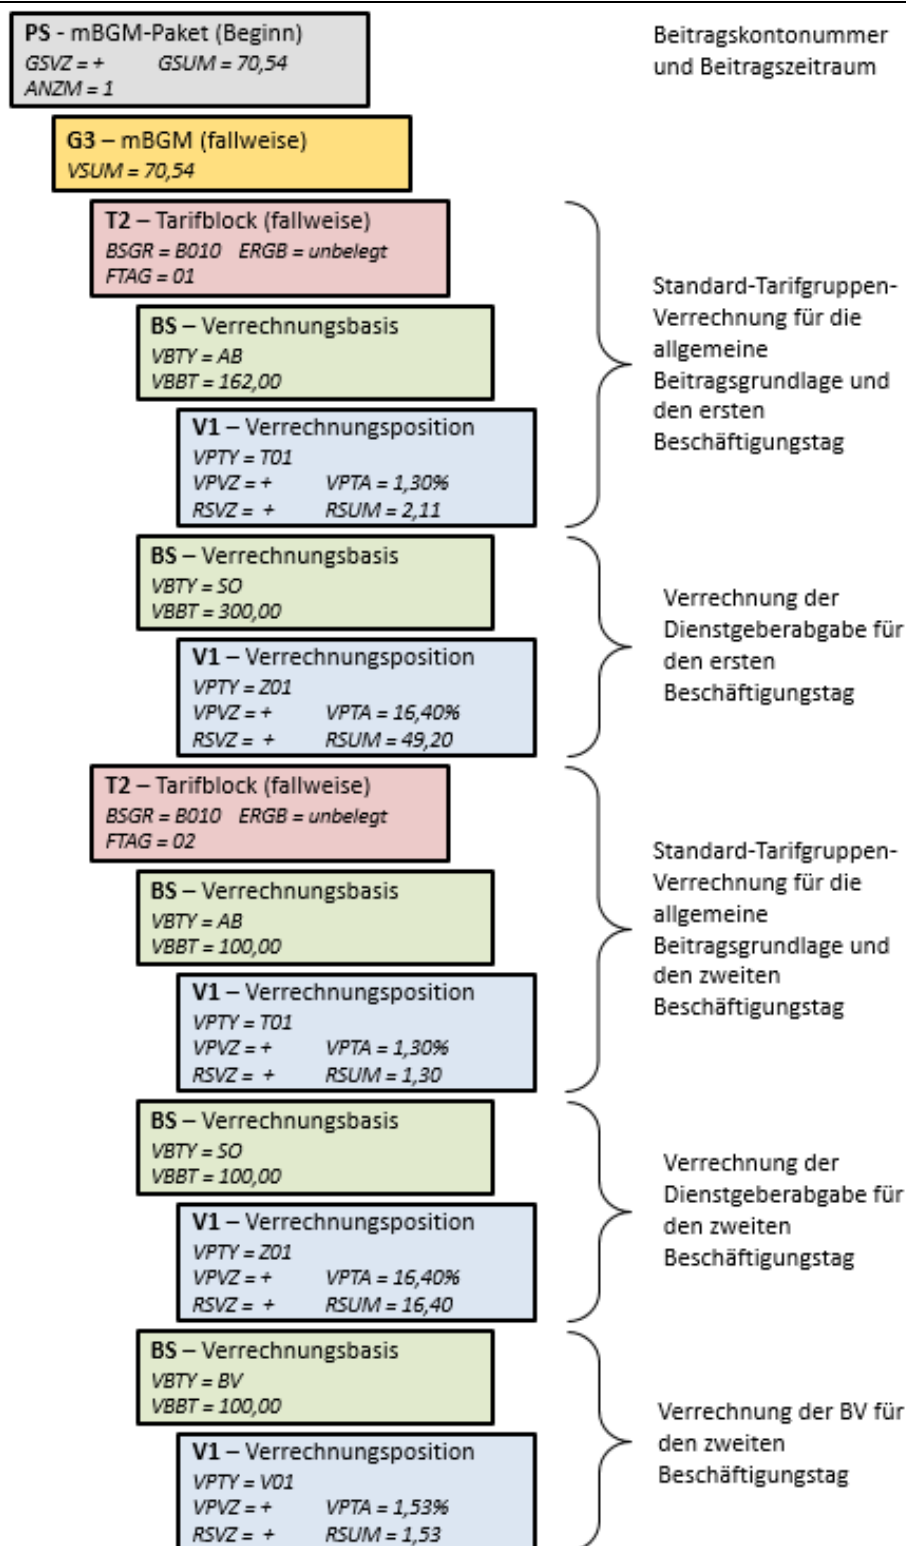 PS - mBGM-Paket (Beginn)
GSVZ = + GSUM = 70,54
ANZM = 1
Beitragskontonummer
und Beitragszeitraum
G3 – mBGM (fallweise)
VSUM = 70,54
T2 – Tarifblock (fallweise)
BSGR = B010 ERGB = unbelegt
FTAG = 01
BS – Verrechnungsbasis
VBTY = AB
VBBT = 162,00
V1 – Verrechnungsposition
VPTY = T01
VPVZ = + VPTA = 1,30%
RSVZ = + RSUM = 2,11
Standard-Tarifgruppen-
Verrechnung für die
allgemeine
Beitragsgrundlage und
den ersten
Beschäftigungstag
BS – Verrechnungsbasis
VBTY = SO
VBBT = 300,00
V1 – Verrechnungsposition
VPTY = Z01
VPVZ = + VPTA = 16,40%
RSVZ = + RSUM = 49,20
Verrechnung der
Dienstgeberabgabe für
den ersten
Beschäftigungstag
T2 – Tarifblock (fallweise)
BSGR = B010 ERGB = unbelegt
FTAG = 02
BS – Verrechnungsbasis
VBTY = AB
VBBT = 100,00
V1 – Verrechnungsposition
VPTY = T01
VPVZ = + VPTA = 1,30%
RSVZ = + RSUM = 1,30
Standard-Tarifgruppen-
Verrechnung für die
allgemeine
Beitragsgrundlage und
den zweiten
Beschäftigungstag
BS – Verrechnungsbasis
VBTY = SO
VBBT = 100,00
V1 – Verrechnungsposition
VPTY = Z01
VPVZ = + VPTA = 16,40%
RSVZ = + RSUM = 16,40
Verrechnung der
Dienstgeberabgabe für
den zweiten
Beschäftigungstag
BS – Verrechnungsbasis
VBTY = BV
VBBT = 100,00
V1 – Verrechnungsposition
VPTY = V01
VPVZ = + VPTA = 1,53%
RSVZ = + RSUM = 1,53
Verrechnung der BV für
den zweiten
Beschäftigungstag